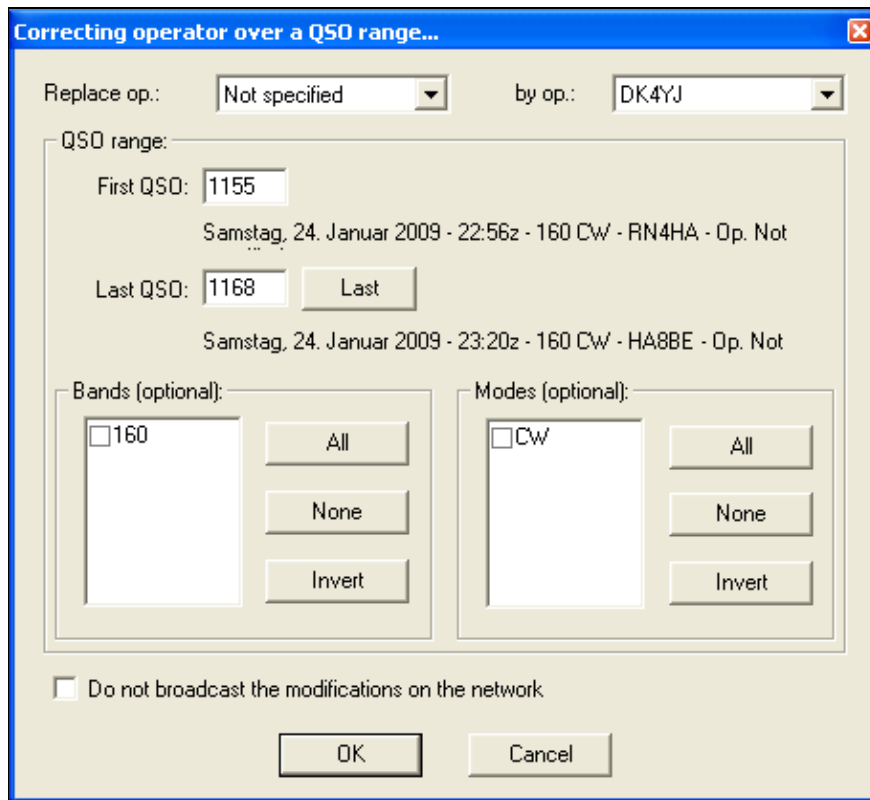 Correcting operator over a QSO range...
Replace op.: Not specified by op.: DK4YJ
QSO range:
First QSO: 1155
Samstag, 24. Januar 2009 - 22:56z - 160 CW - RN4HA - Op. Not
Last QSO: 1168 Last
Samstag, 24. Januar 2009 - 23:20z - 160 CW - HA8BE - Op. Not
Bands (optional): Modes (optional):
160 All CW All
None None
Invert Invert
Do not broadcast the modifications on the network
OK Cancel